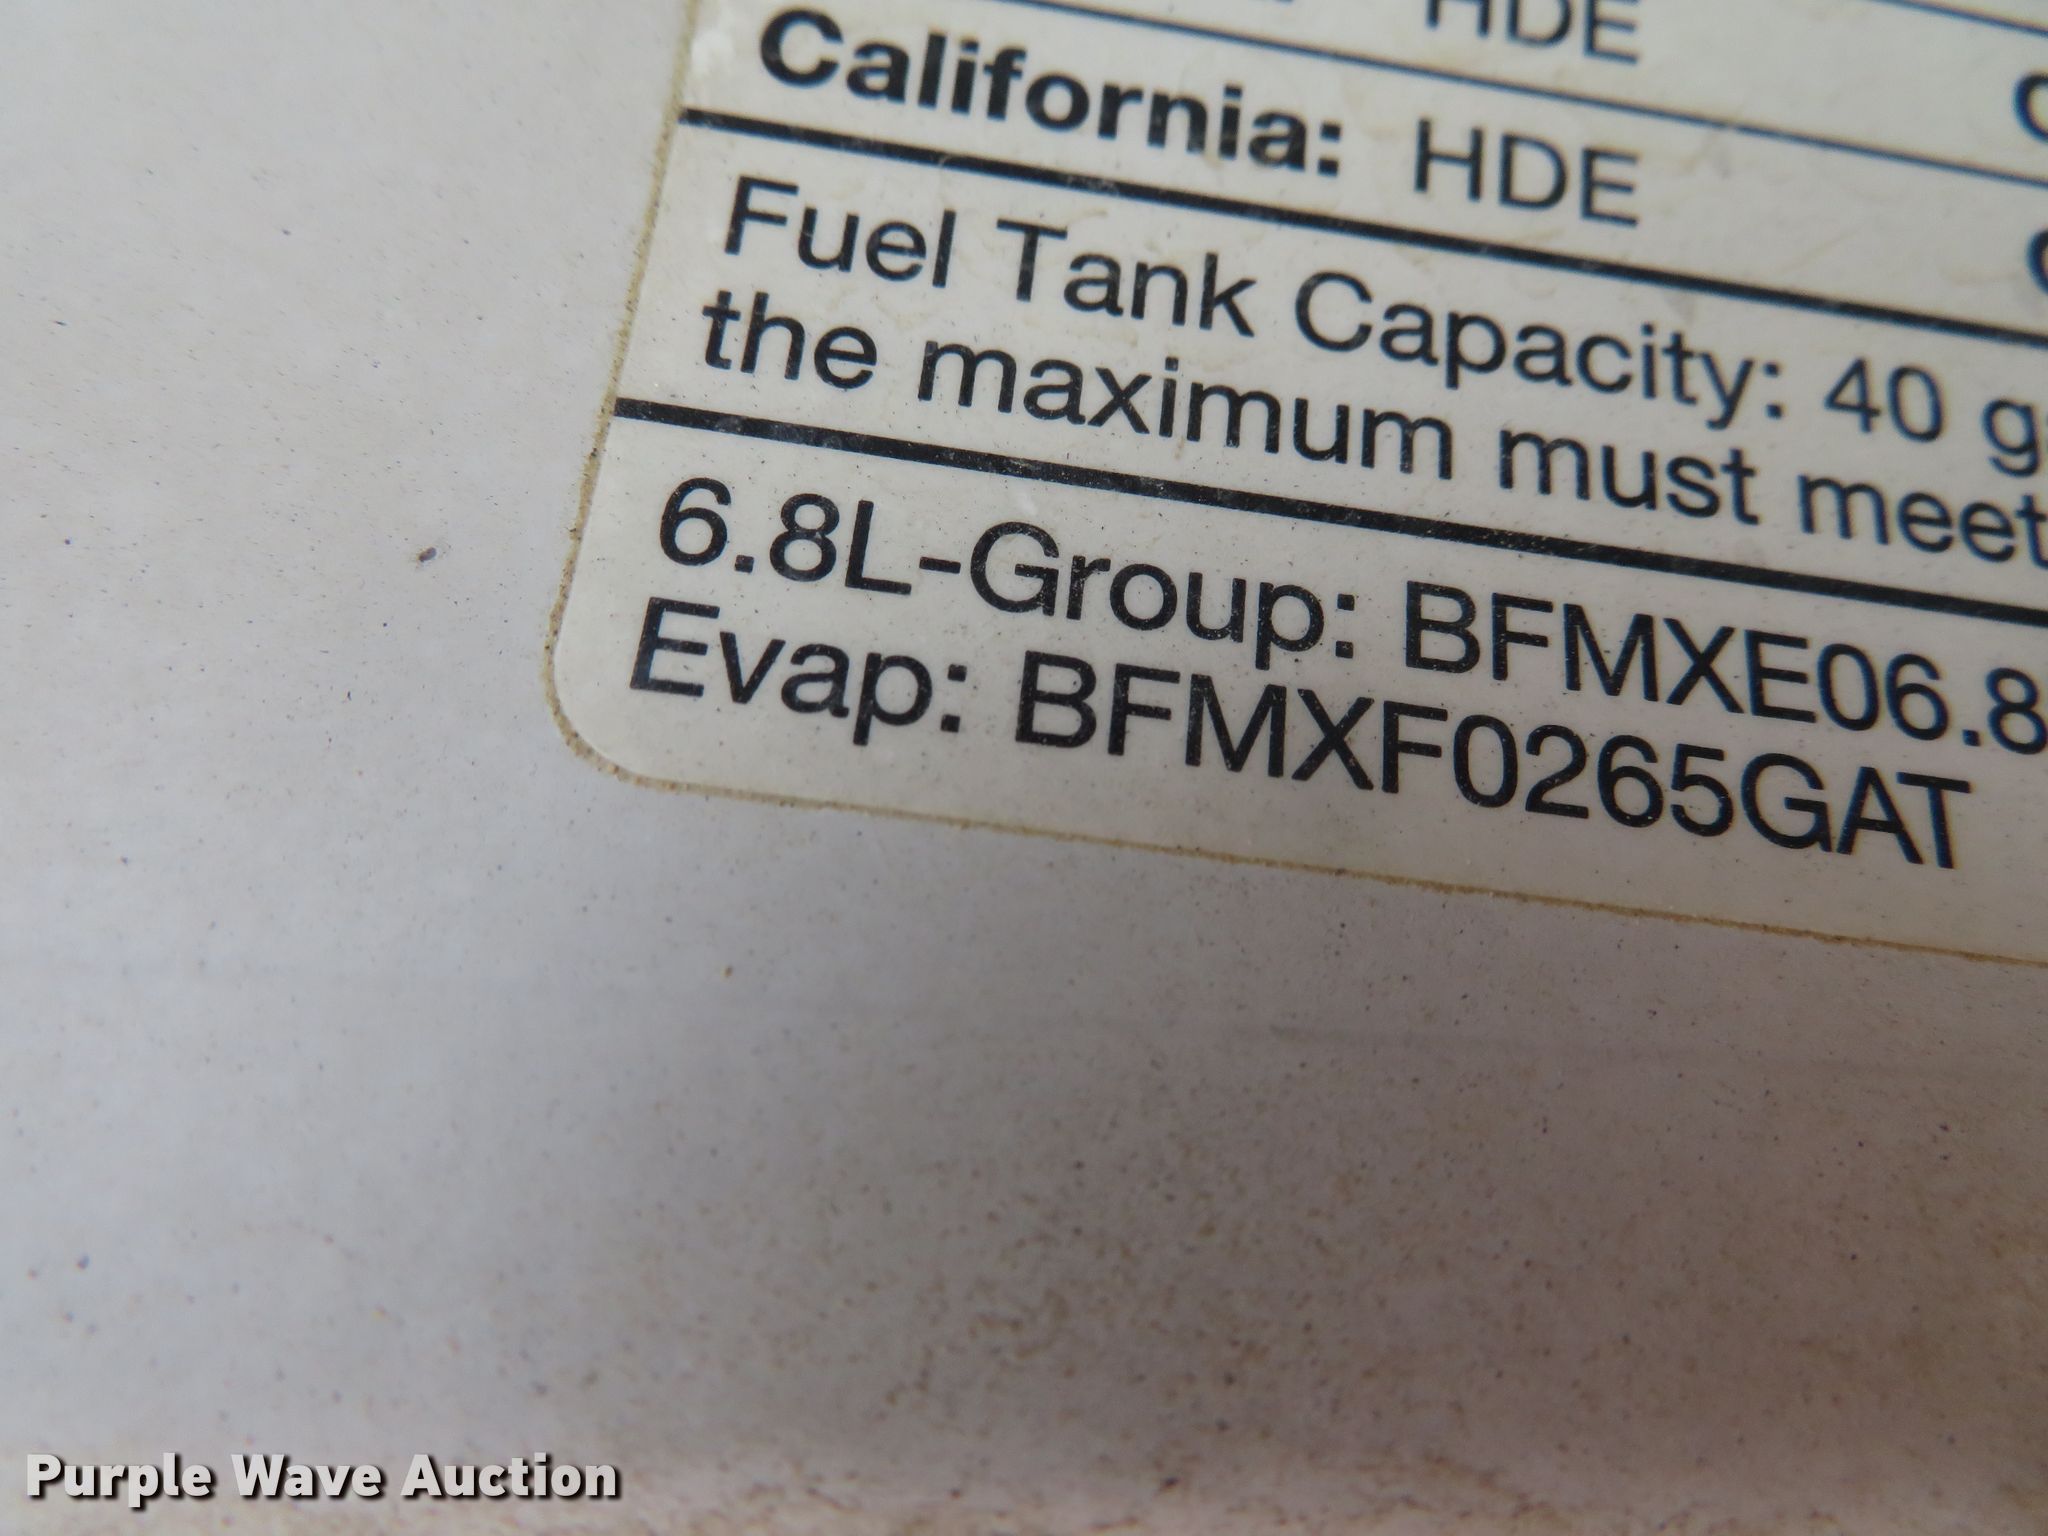 HDE
California: HDE
Fuel Tank Capacity: 40 g
the maximum must meet
6.8L-Group: BFMXE06.8
Evap: BFMXF0265GAT
Purple Wave Auction